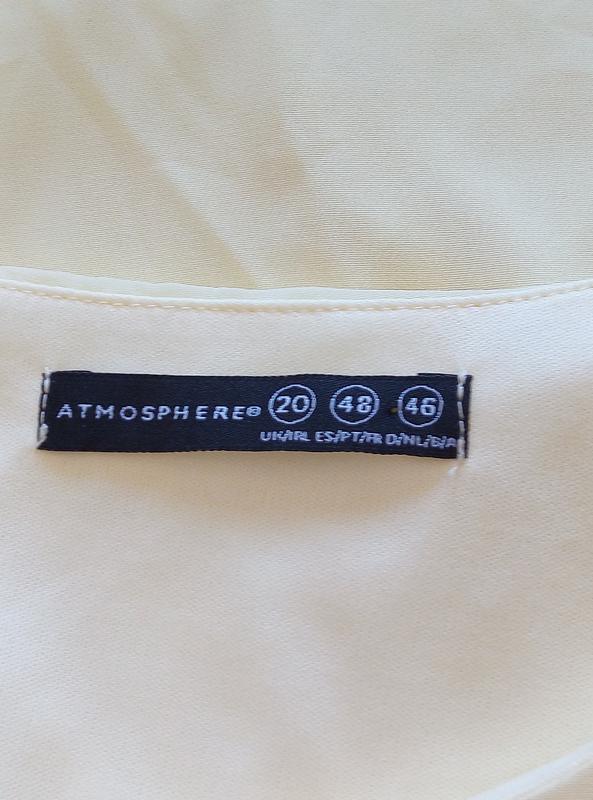 ATMOSPHERE® 20 48 46
UK/IRL ES/PT/FR D/NL/B/A